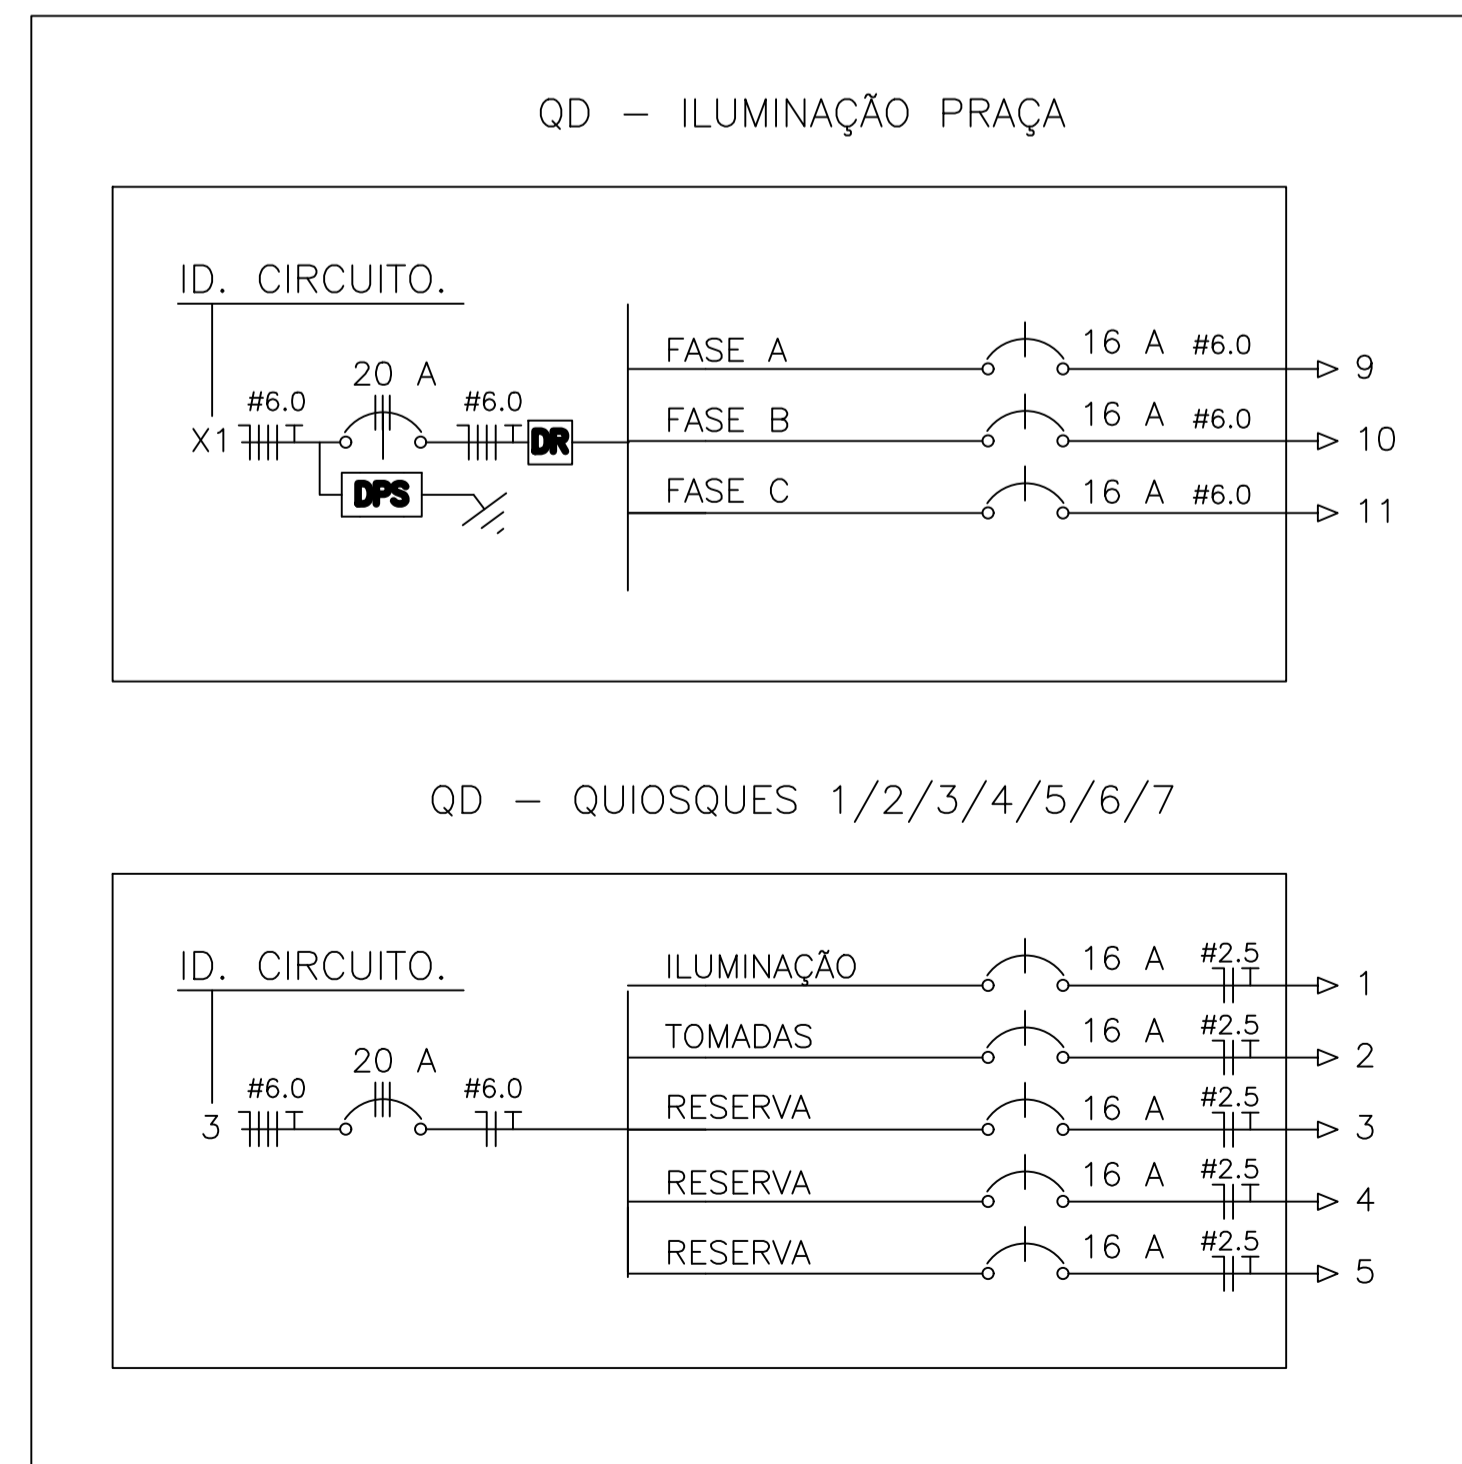 QD - ILUMINAÇÃO PRAÇA
ID. CIRCUITO.
X1
#6.0
20 A
#6.0
DR
DPS
FASE A 16 A #6.0 9
FASE B 16 A #6.0 10
FASE C 16 A #6.0 11
QD - QUIOSQUES 1/2/3/4/5/6/7
ID. CIRCUITO.
3
#6.0
20 A
#6.0
ILUMINAÇÃO 16 A #2.5 1
TOMADAS 16 A #2.5 2
RESERVA 16 A #2.5 3
RESERVA 16 A #2.5 4
RESERVA 16 A #2.5 5